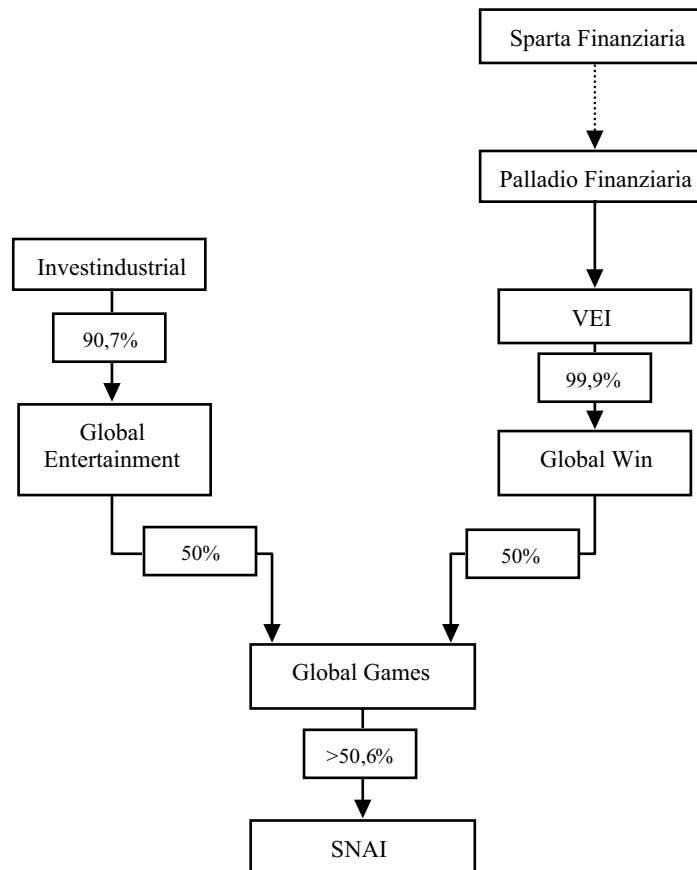 Sparta Finanziaria
Palladio Finanziaria
Investindustrial
VEI
90,7%
99,9%
Global
Entertainment
Global Win
50%
50%
Global Games
>50,6%
SNAI